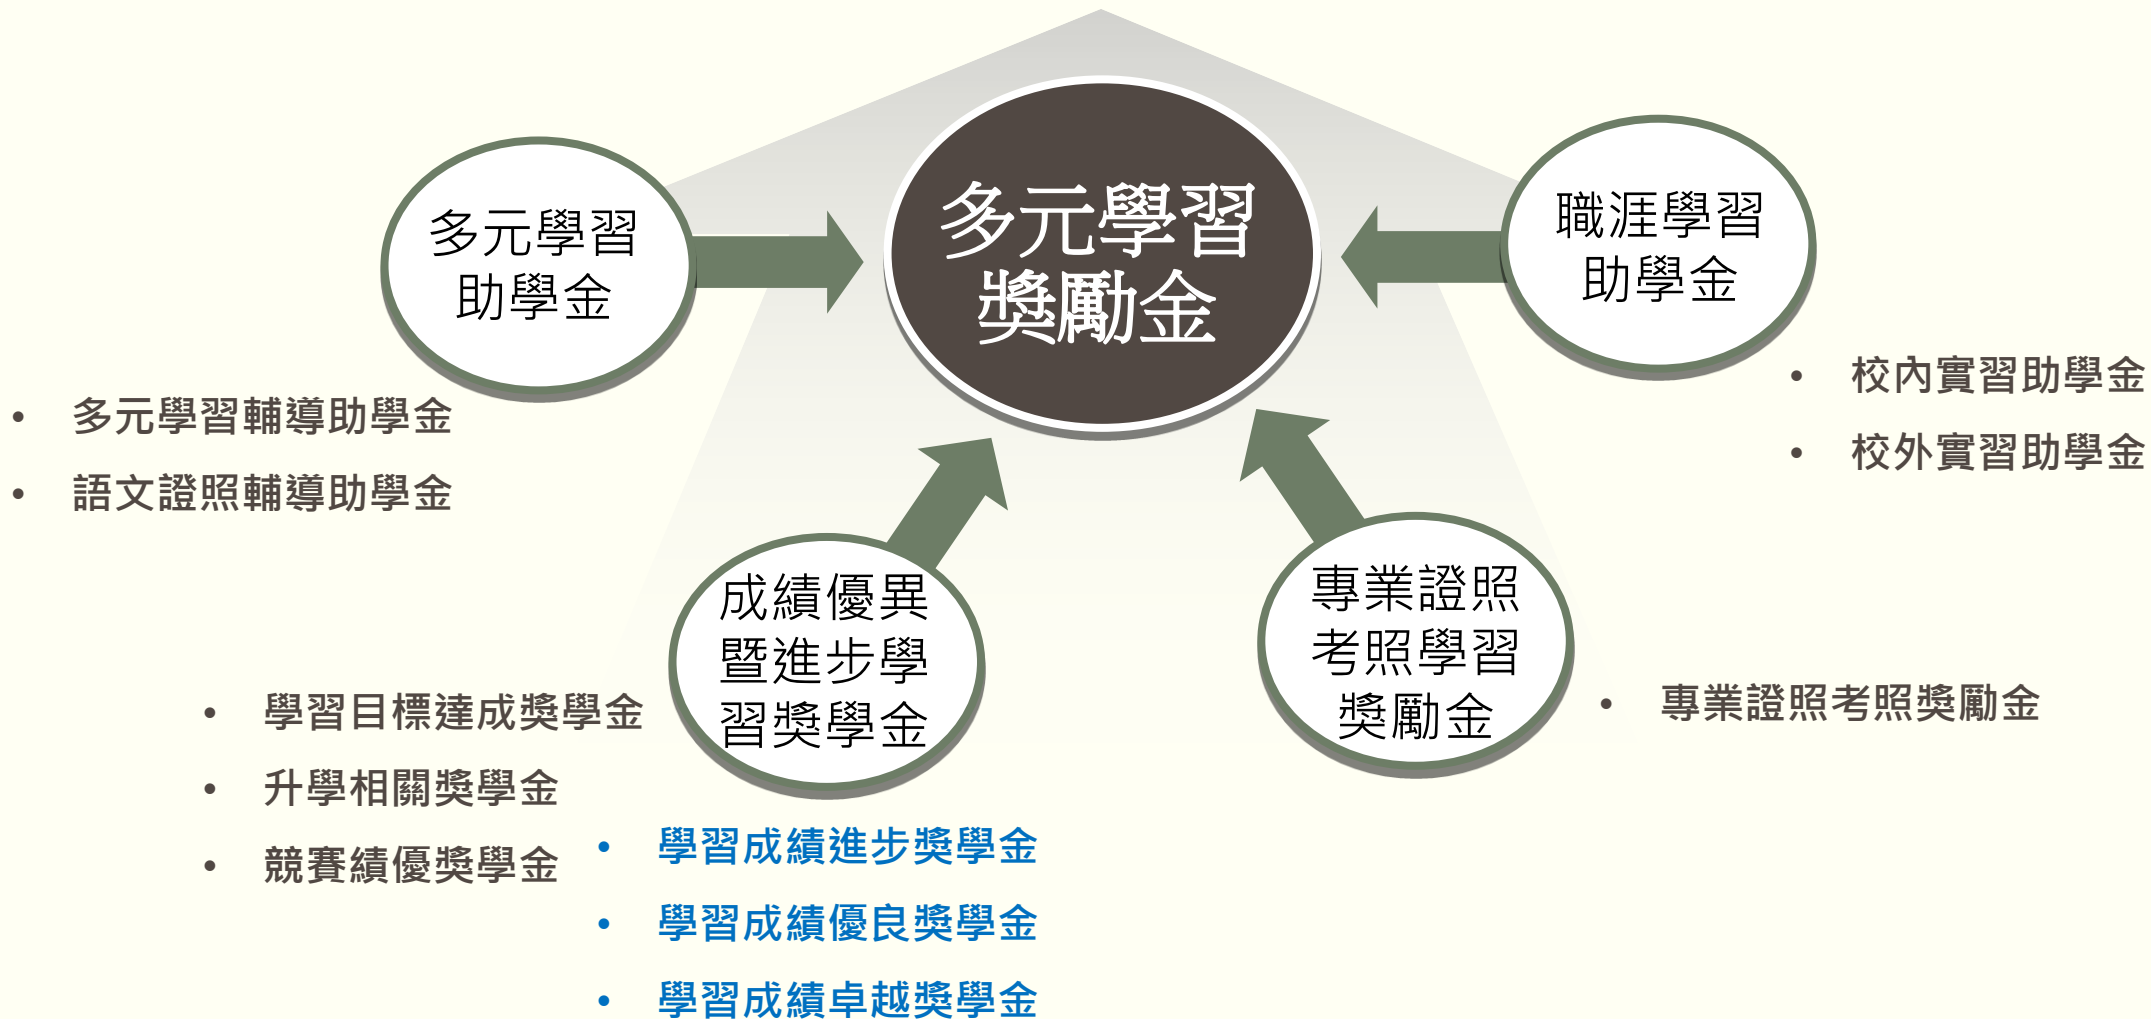 多元學習
獎勵金
多元學習
助學金
• 多元學習輔導助學金
• 語文證照輔導助學金
職涯學習
助學金
• 校內實習助學金
• 校外實習助學金
成績優異
暨進步學
習獎學金
• 學習目標達成獎學金
• 升學相關獎學金
• 競賽績優獎學金
• 學習成績進步獎學金
• 學習成績優良獎學金
• 學習成績卓越獎學金
專業證照
考照學習
獎勵金
• 專業證照考照獎勵金